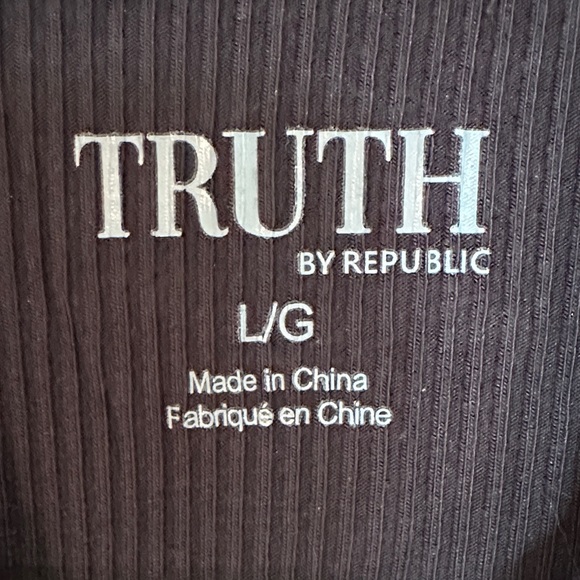 TRUTH
BY REPUBLIC
L/G
Made in China
Fabriqué en Chine